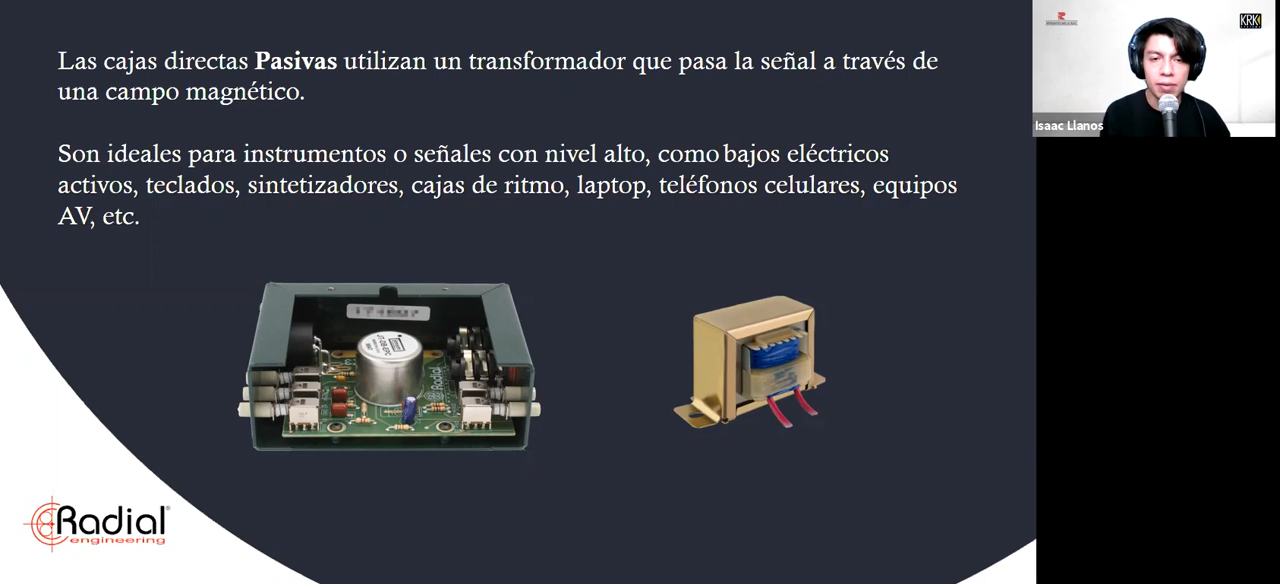 Las cajas directas Pasivas utilizan un transformador que pasa la señal a través de
una campo magnético.
Son ideales para instrumentos o señales con nivel alto, como bajos eléctricos
activos, teclados, sintetizadores, cajas de ritmo, laptop, teléfonos celulares, equipos
AV, etc.
KRK
Isaac Llanos
Radial
Radial®
engineering